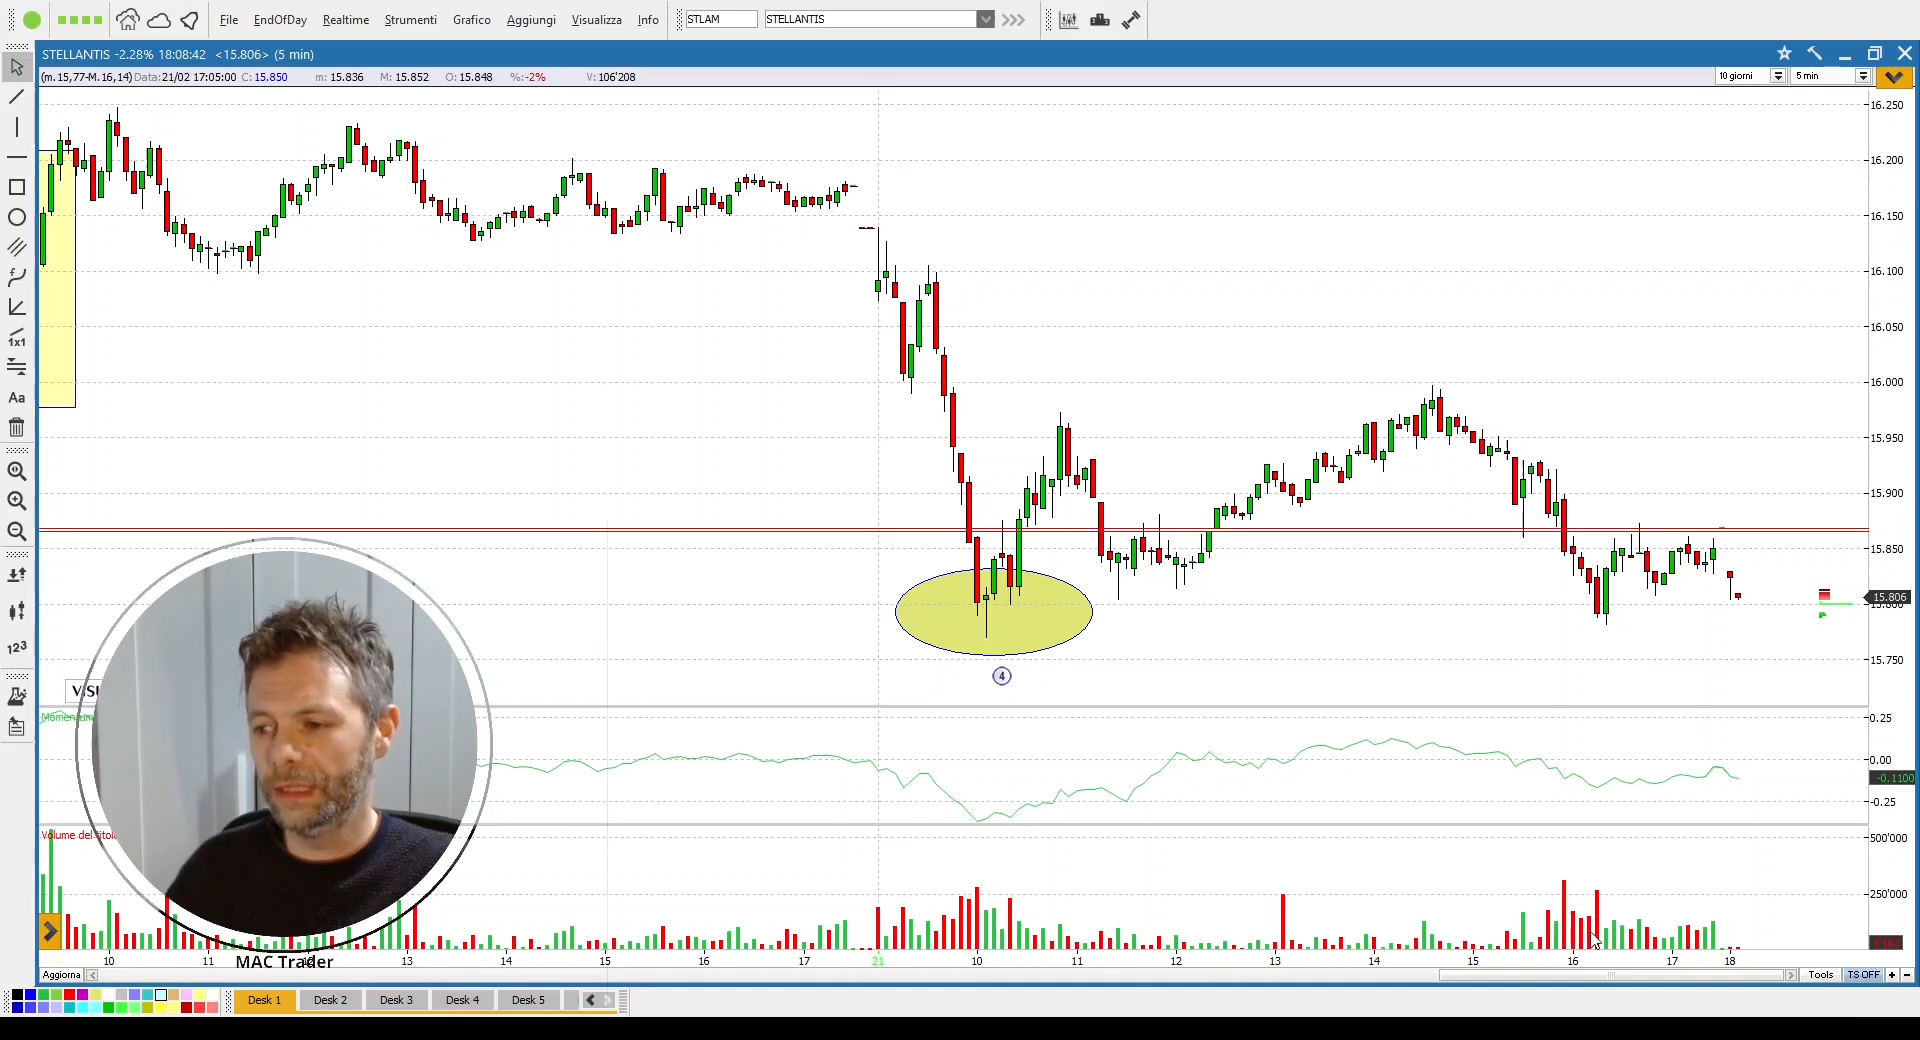 File EndOfDay Realtime Strumenti Grafico Aggiungi Visualizza Info STLAM STELLANTIS
STELLANTIS -2.28% 18:08:42 <15.806> (5 min)
(m.15,77-M.16,14) Data:21/02 17:05:00 C: 15.850 m: 15.836 M: 15.852 O: 15.848 %:-2% V: 106'208 10 giorni 5 min
16.250
16.200
16.150
16.100
16.050
16.000
15.950
15.900
15.850
15.806
15.800
15.750
1x1
Aa
123
4
VISU
Momentum
0.25
0.00
-0.1100
-0.25
Volume del titolo
500'000
250'000
10 11 12 13 14 15 16 17 21 10 11 12 13 14 15 16 17 18
MAC Trader
Aggiorna Tools TS OFF + -
Desk 1 Desk 2 Desk 3 Desk 4 Desk 5